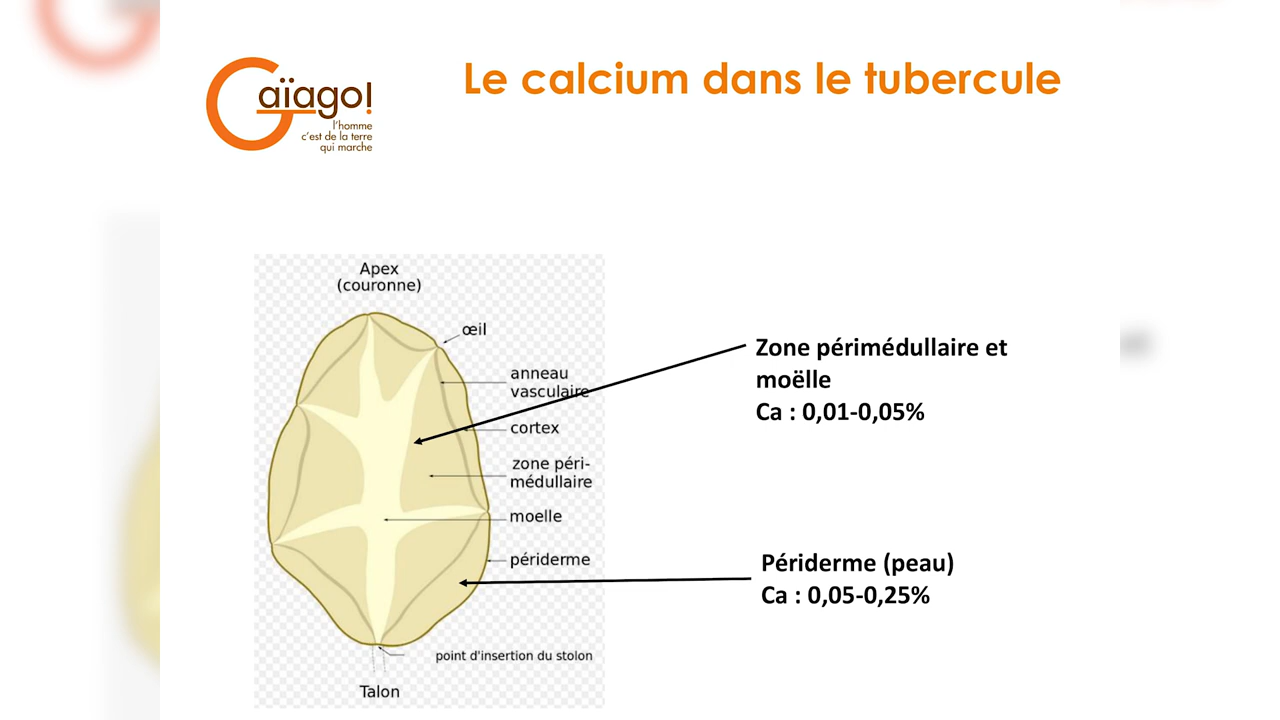 Gaïago!
l'homme
c'est de la terre
qui marche
Le calcium dans le tubercule
Apex
(couronne)
œil
anneau
vasculaire
cortex
zone péri-
médullaire
moelle
périderme
point d'insertion du stolon
Talon
Zone périmédullaire et
moëlle
Ca : 0,01-0,05%
Périderme (peau)
Ca : 0,05-0,25%